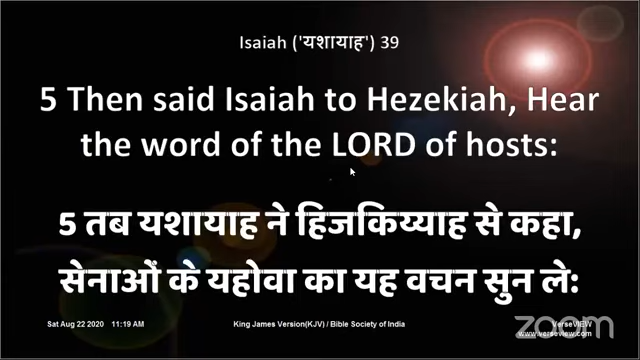 Isaiah ('यशायाह') 39
5 Then said Isaiah to Hezekiah, Hear
the word of the LORD of hosts:
5 तब यशायाह ने हिजकिय्याह से कहा,
सेनाओं के यहोवा का यह वचन सुन ले:
Sat Aug 22 2020 11:19 AM King James Version(KJV) / Bible Society of India VerseVIEW
www.verseview.com
zoom